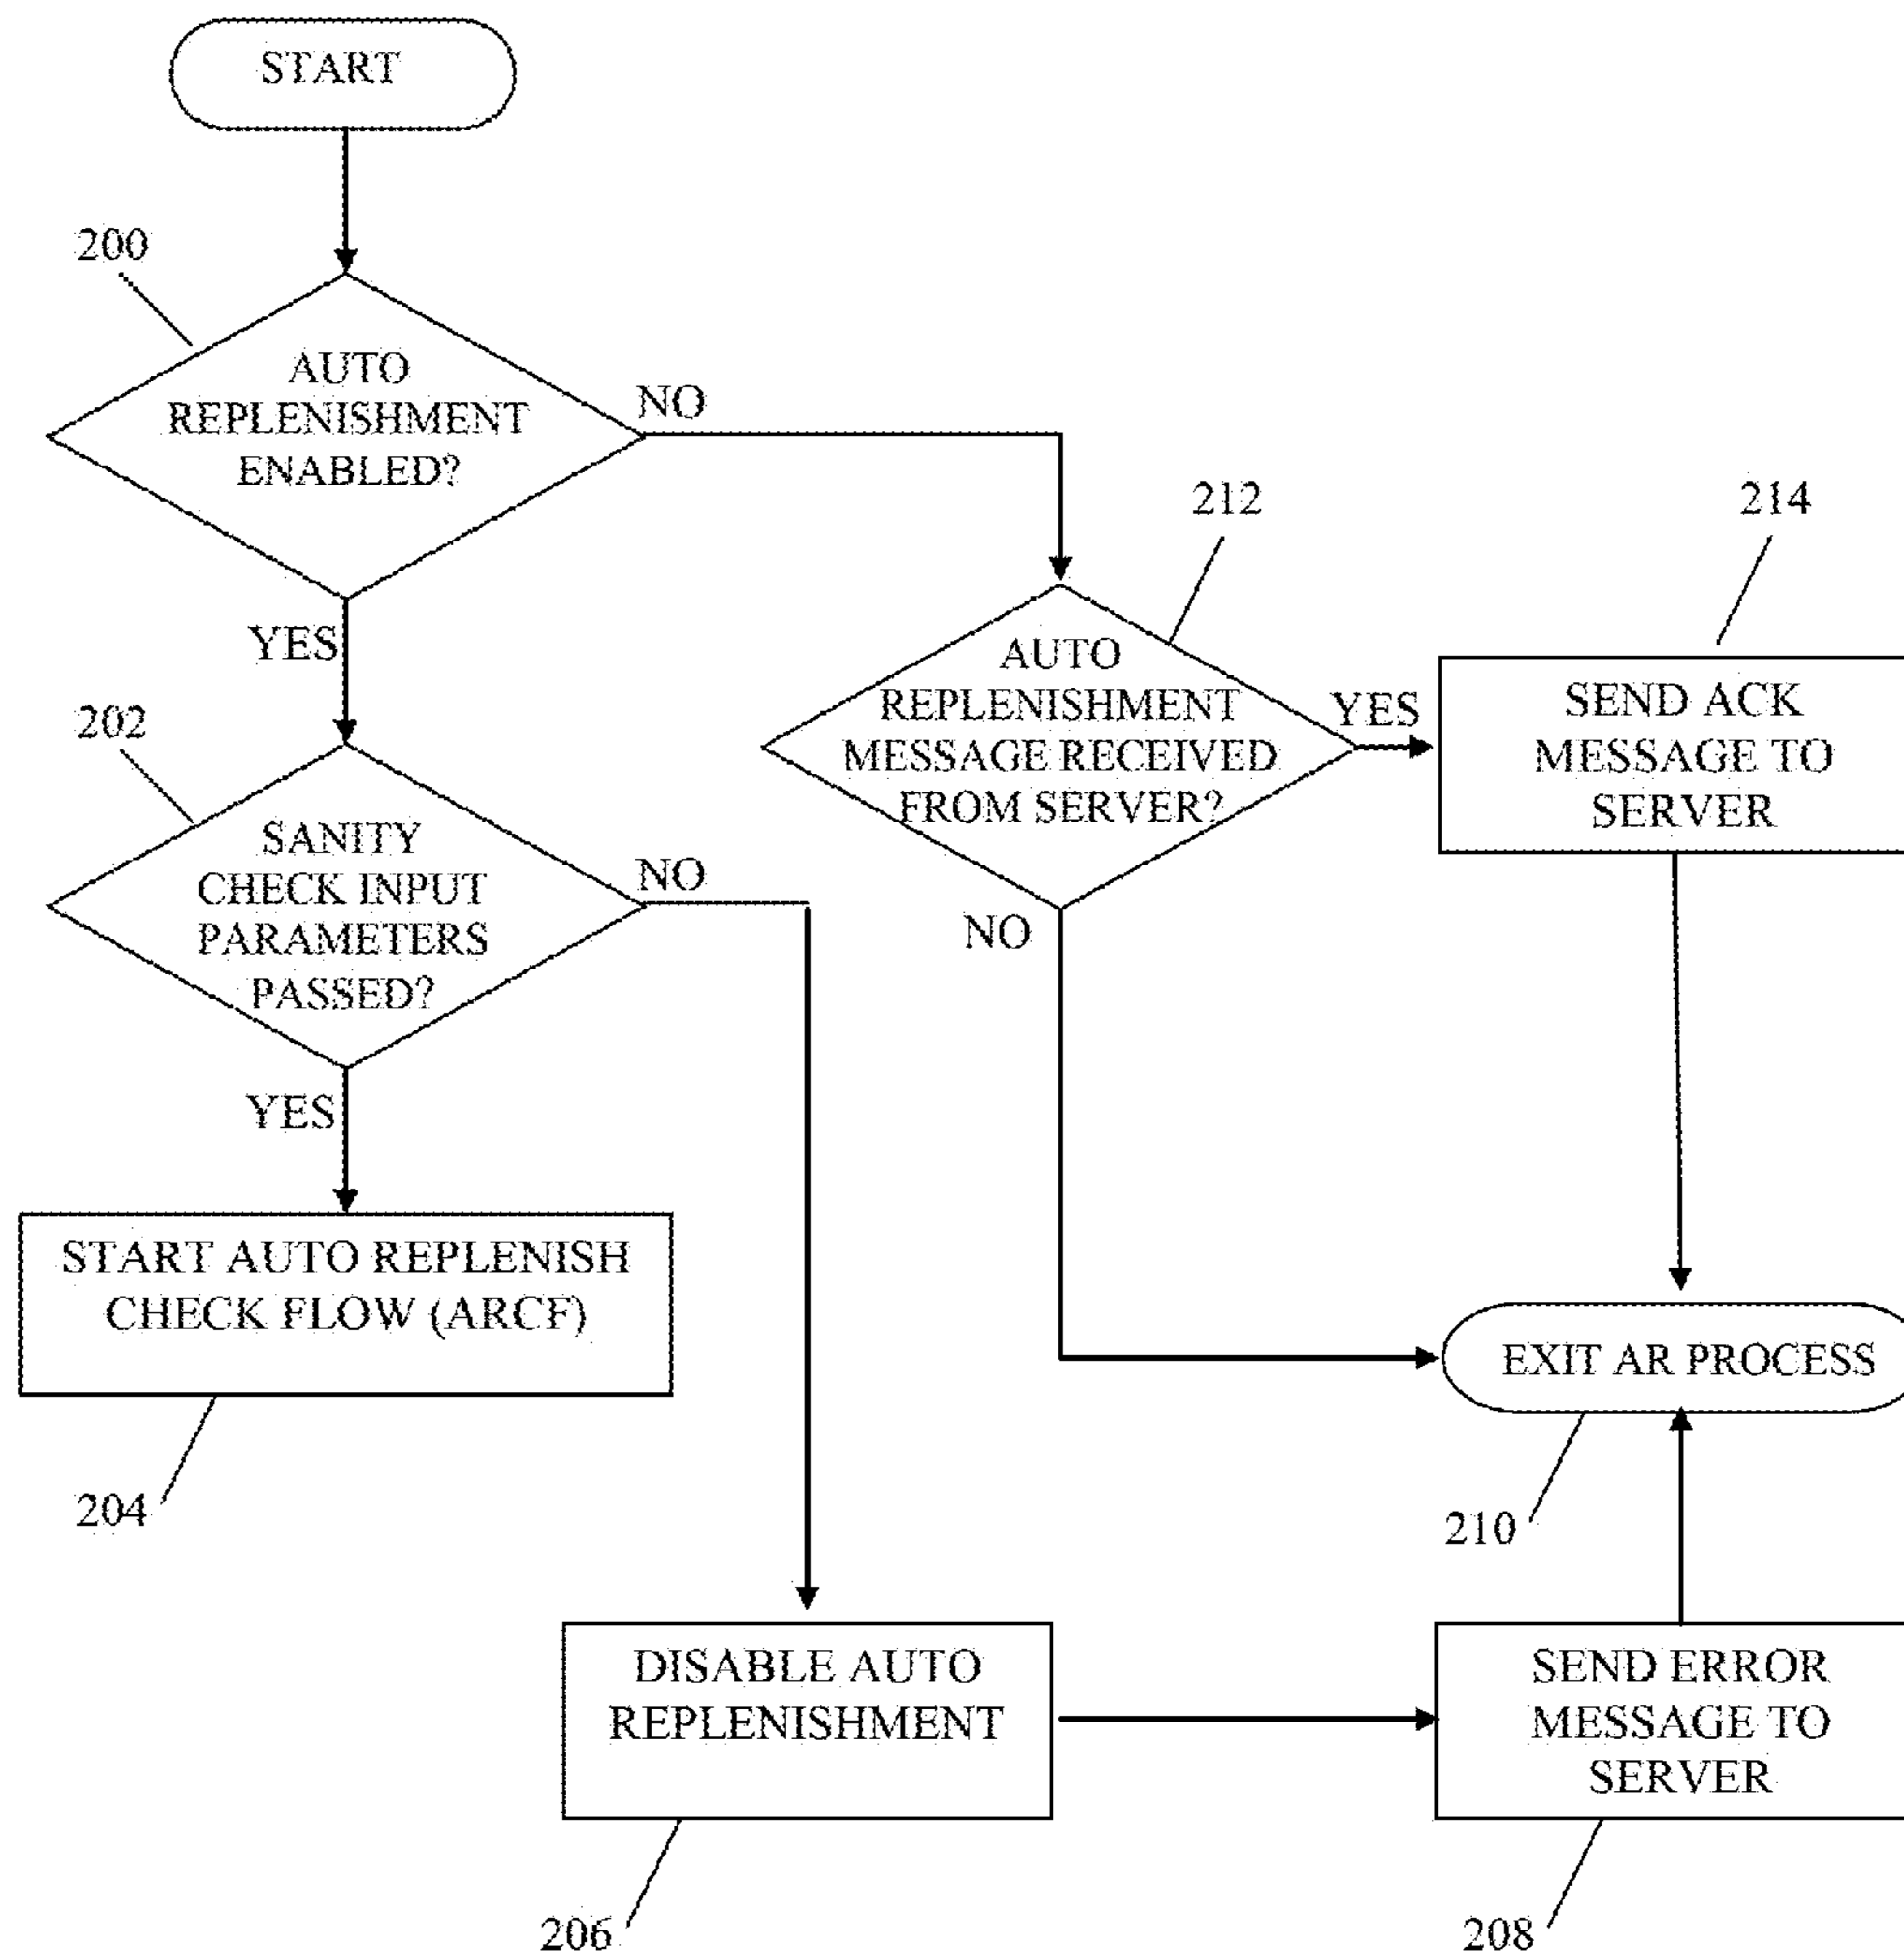 START
200
AUTO
REPLENISHMENT
ENABLED?
NO
YES
212
214
AUTO
REPLENISHMENT
MESSAGE RECEIVED
FROM SERVER?
YES
NO
SEND ACK
MESSAGE TO
SERVER
202
SANITY
CHECK INPUT
PARAMETERS
PASSED?
NO
YES
START AUTO REPLENISH
CHECK FLOW (ARCF)
204
EXIT AR PROCESS
210
DISABLE AUTO
REPLENISHMENT
206
SEND ERROR
MESSAGE TO
SERVER
208